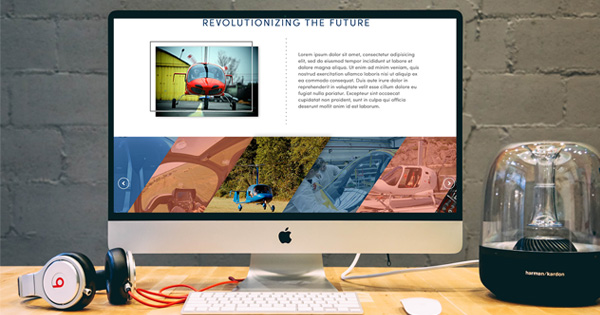 REVOLUTIONIZING THE FUTURE
Lorem ipsum dolor sit amet, consectetur adipiscing
elit, sed do eiusmod tempor incididunt ut labore et
dolore magna aliqua. Ut enim ad minim veniam, quis
nostrud exercitation ullamco laboris nisi ut aliquip ex
ea commodo consequat. Duis aute irure dolor in
reprehenderit in voluptate velit esse cillum dolore eu
fugiat nulla pariatur. Excepteur sint occaecat
cupidatat non proident, sunt in culpa qui officia
deserunt mollit anim id est laborum.
harman/kardon